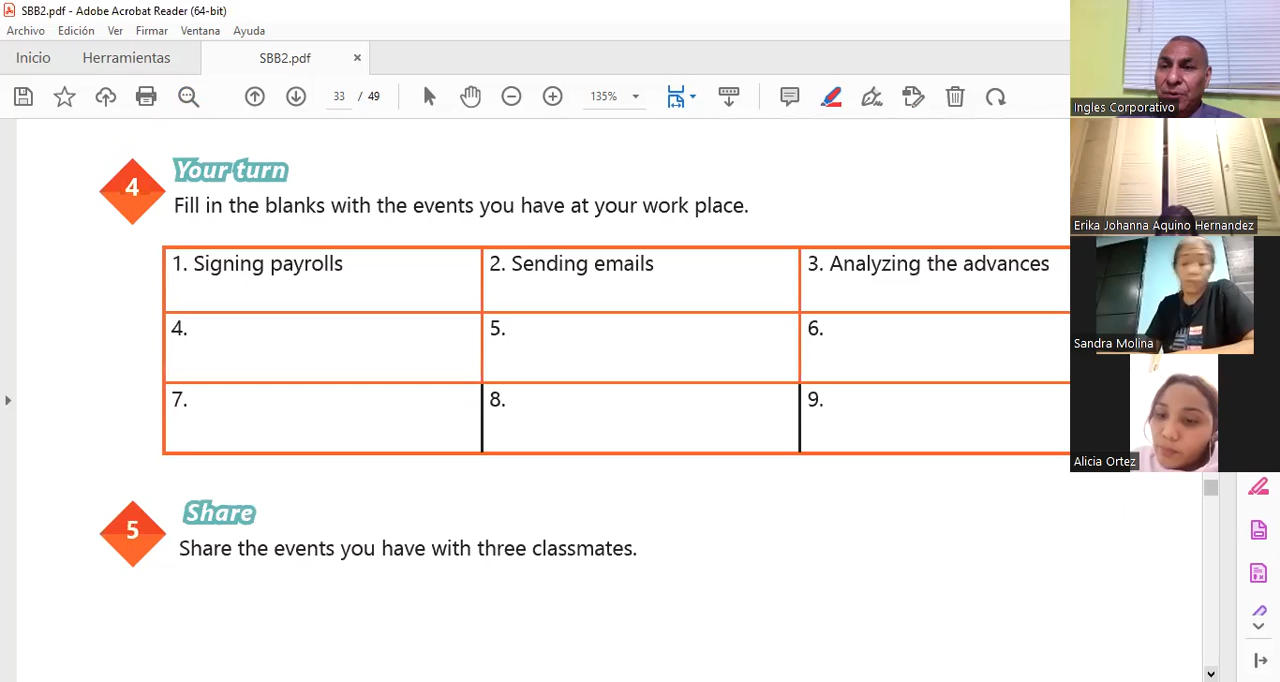 SBB2.pdf - Adobe Acrobat Reader (64-bit)
Archivo Edición Ver Firmar Ventana Ayuda
Inicio Herramientas SBB2.pdf ×
33 / 49 135%
Ingles Corporativo
Erika Johanna Aquino Hernandez
Sandra Molina
Alicia Ortez
4 Your turn
Fill in the blanks with the events you have at your work place.
1. Signing payrolls 2. Sending emails 3. Analyzing the advances
4. 5. 6.
7. 8. 9.
5 Share
Share the events you have with three classmates.